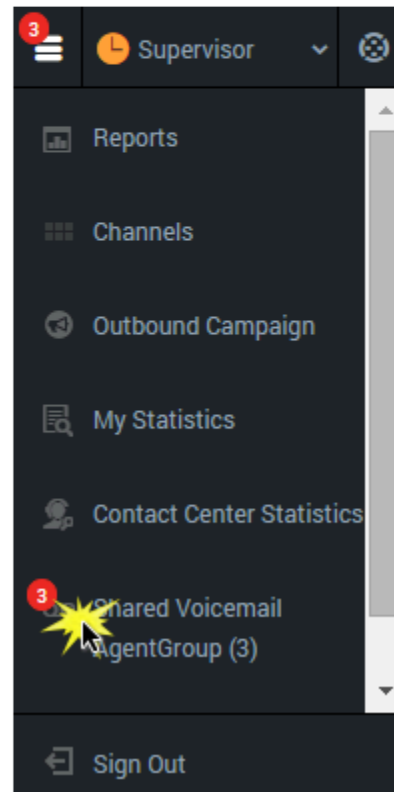 3
Supervisor
Reports
Channels
Outbound Campaign
My Statistics
Contact Center Statistics
3
Shared Voicemail
AgentGroup (3)
Sign Out